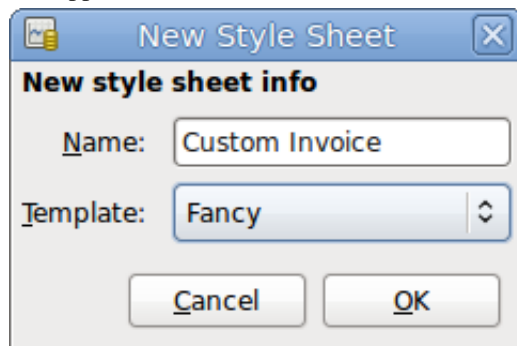 New Style Sheet
New style sheet info
Name: Custom Invoice
Template: Fancy
Cancel OK